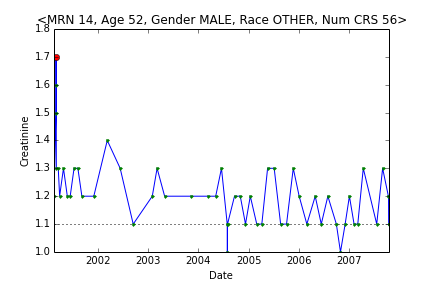 <MRN 14, Age 52, Gender MALE, Race OTHER, Num CRS 56>
1.8
1.7
1.6
1.5
1.4
1.3
1.2
1.1
1.0
Creatinine
2002 2003 2004 2005 2006 2007
Date